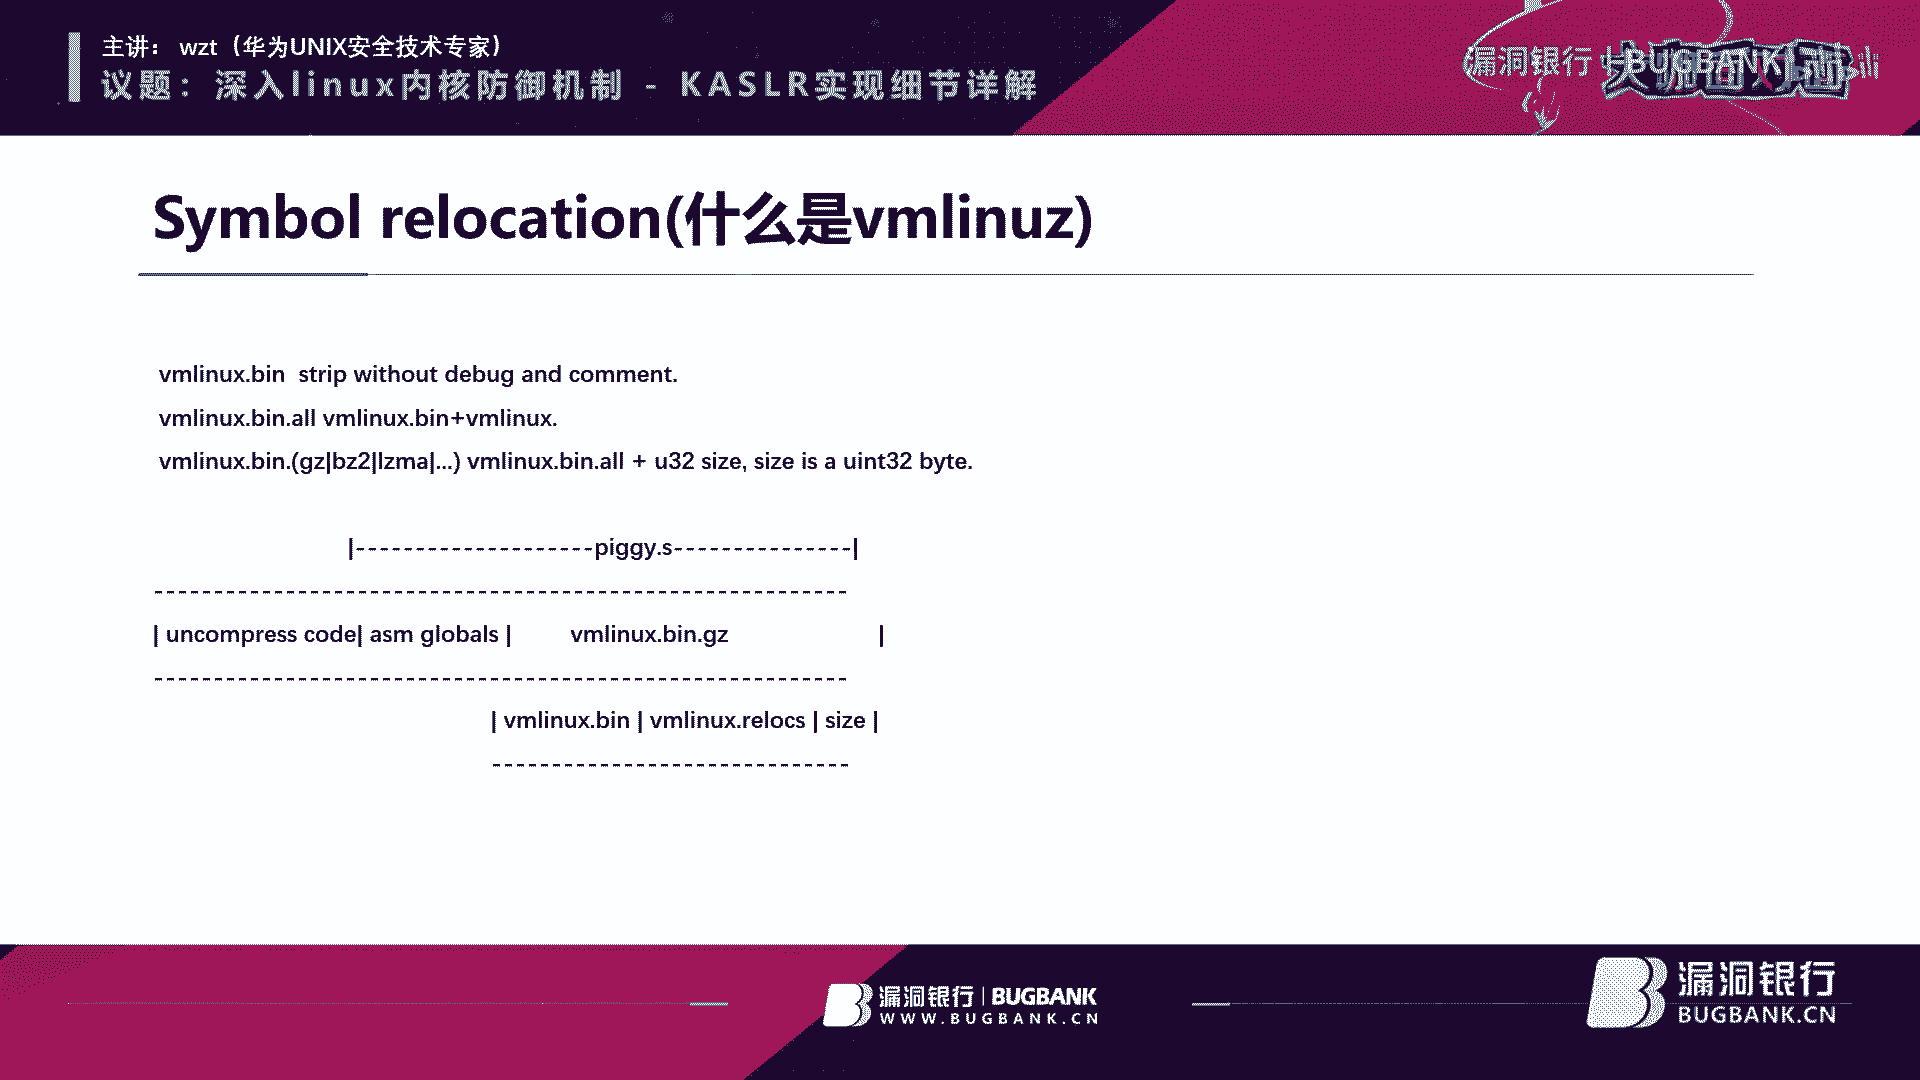 主讲： wzt（华为UNIX安全技术专家）
议题：深入linux内核防御机制 - KASLR实现细节详解
漏洞银行 BUGBANK
Symbol relocation(什么是vmlinuz)
vmlinux.bin  strip without debug and comment.
vmlinux.bin.all vmlinux.bin+vmlinux.
vmlinux.bin.(gz|bz2|lzma|...) vmlinux.bin.all + u32 size, size is a uint32 byte.
|--------------------piggy.s---------------|
----------------------------------------------------------
| uncompress code| asm globals |         vmlinux.bin.gz                         |
----------------------------------------------------------
| vmlinux.bin | vmlinux.relocs | size |
------------------------------
漏洞银行 | BUGBANK
WWW.BUGBANK.CN
漏洞银行
BUGBANK.CN